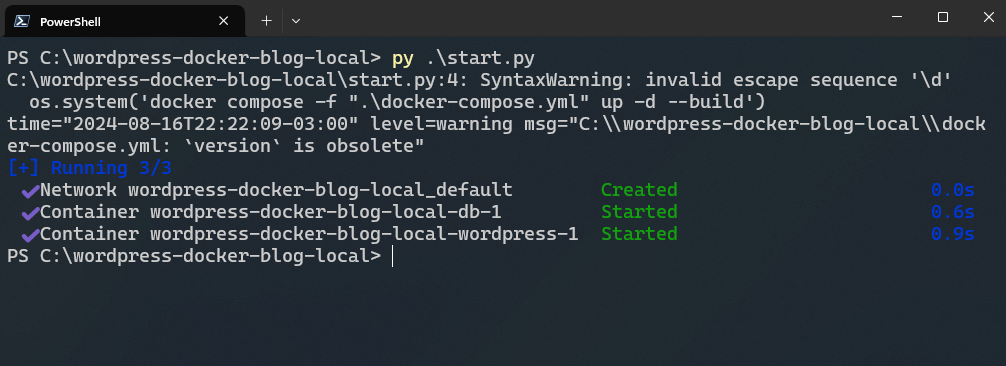 PowerShell
PS C:\wordpress-docker-blog-local> py .\start.py
C:\wordpress-docker-blog-local\start.py:4: SyntaxWarning: invalid escape sequence '\d'
  os.system('docker compose -f ".\docker-compose.yml" up -d --build')
time="2024-08-16T22:22:09-03:00" level=warning msg="C:\\wordpress-docker-blog-local\\dock
er-compose.yml: `version` is obsolete"
[+] Running 3/3
 ✔Network wordpress-docker-blog-local_default        Created                       0.0s
 ✔Container wordpress-docker-blog-local-db-1         Started                       0.6s
 ✔Container wordpress-docker-blog-local-wordpress-1  Started                       0.9s
PS C:\wordpress-docker-blog-local>